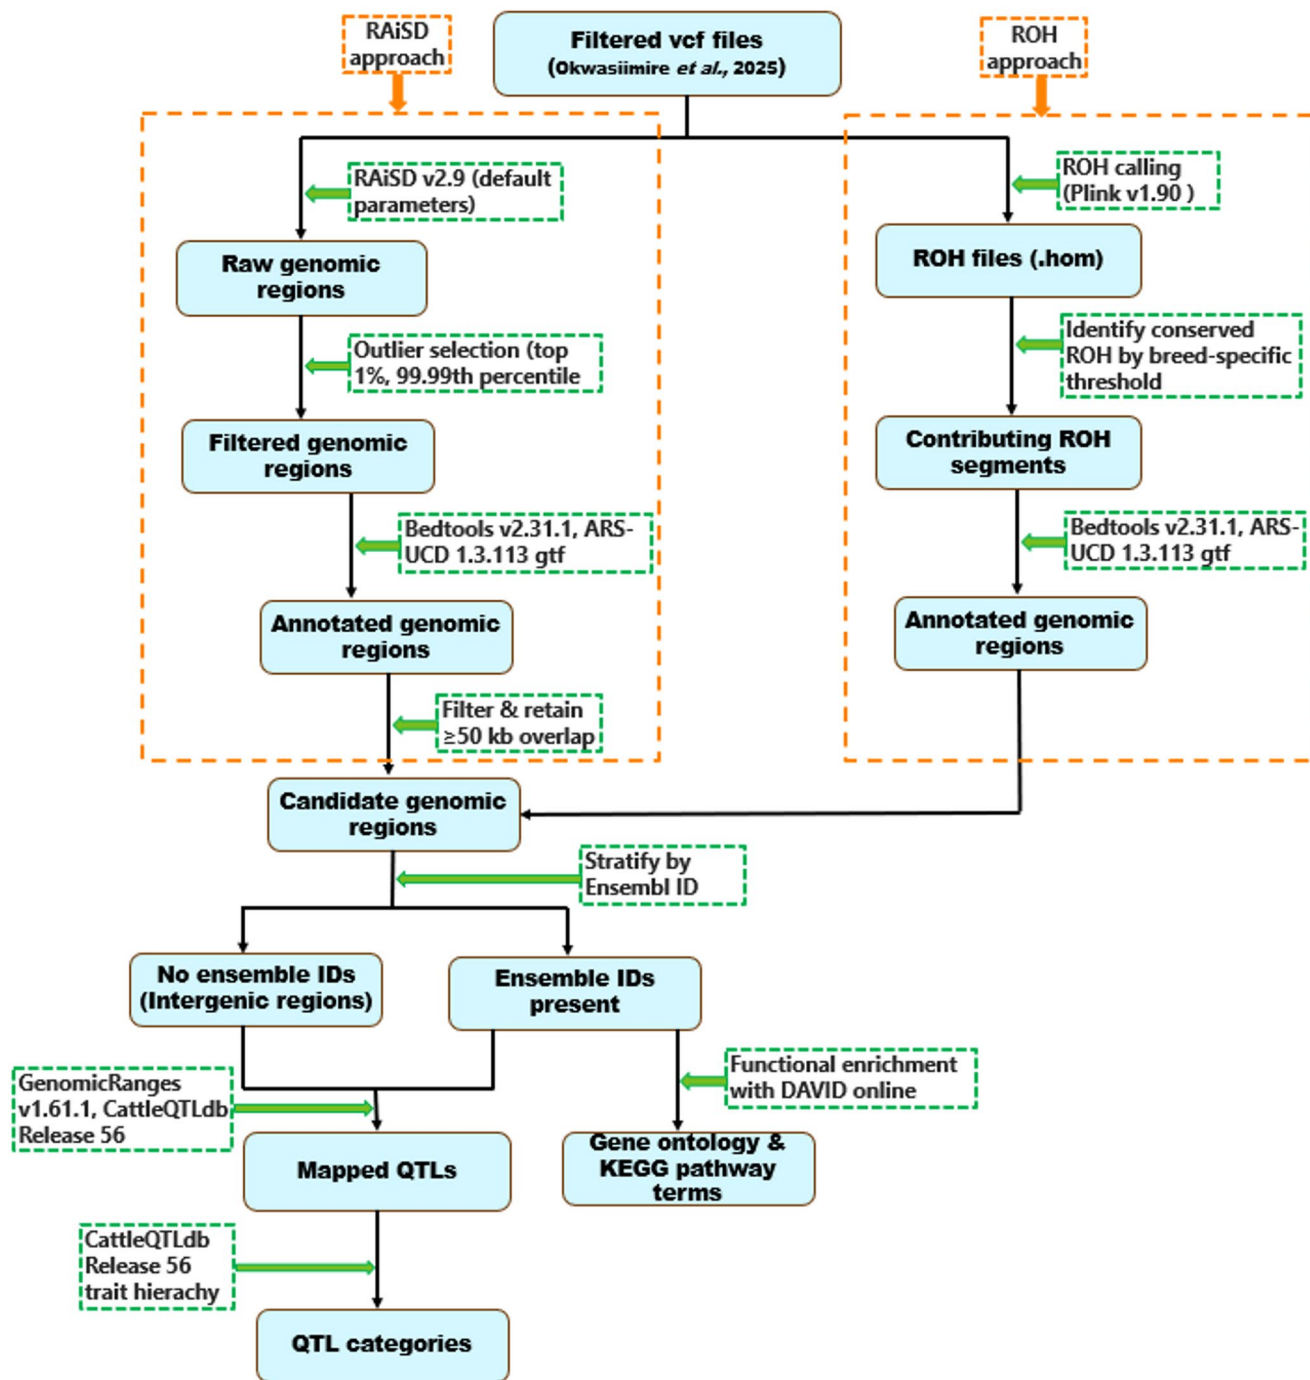 RAiSD
approach
Filtered vcf files
(Okwasiimire et al., 2025)
ROH
approach
RAiSD v2.9 (default
parameters)
ROH calling
(Plink v1.90 )
Raw genomic
regions
ROH files (.hom)
Outlier selection (top
1%, 99.99th percentile
Identify conserved
ROH by breed-specific
threshold
Filtered genomic
regions
Contributing ROH
segments
Bedtools v2.31.1, ARS-
UCD 1.3.113 gtf
Bedtools v2.31.1, ARS-
UCD 1.3.113 gtf
Annotated genomic
regions
Annotated genomic
regions
Filter & retain
≥50 kb overlap
Candidate genomic
regions
Stratify by
Ensembl ID
No ensemble IDs
(Intergenic regions)
Ensemble IDs
present
GenomicRanges
v1.61.1, CattleQTLdb
Release 56
Functional enrichment
with DAVID online
Mapped QTLs
Gene ontology &
KEGG pathway
terms
CattleQTLdb
Release 56
trait hierachy
QTL categories